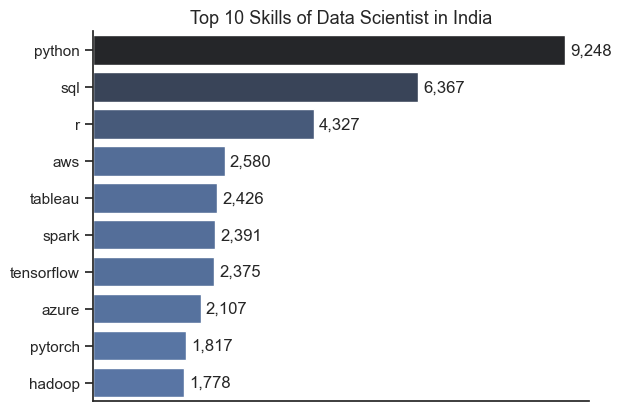 Top 10 Skills of Data Scientist in India
python 9,248
sql 6,367
r 4,327
aws 2,580
tableau 2,426
spark 2,391
tensorflow 2,375
azure 2,107
pytorch 1,817
hadoop 1,778